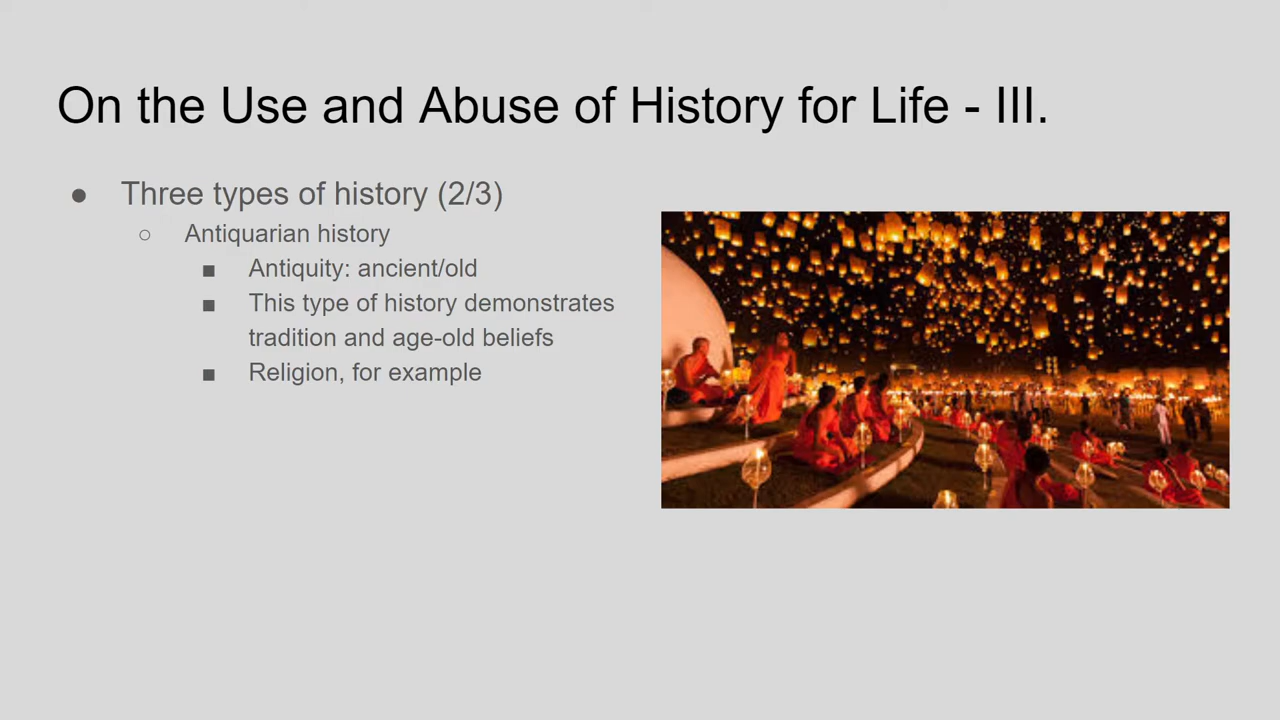 On the Use and Abuse of History for Life - III.
● Three types of history (2/3)
○ Antiquarian history
■ Antiquity: ancient/old
■ This type of history demonstrates
tradition and age-old beliefs
■ Religion, for example